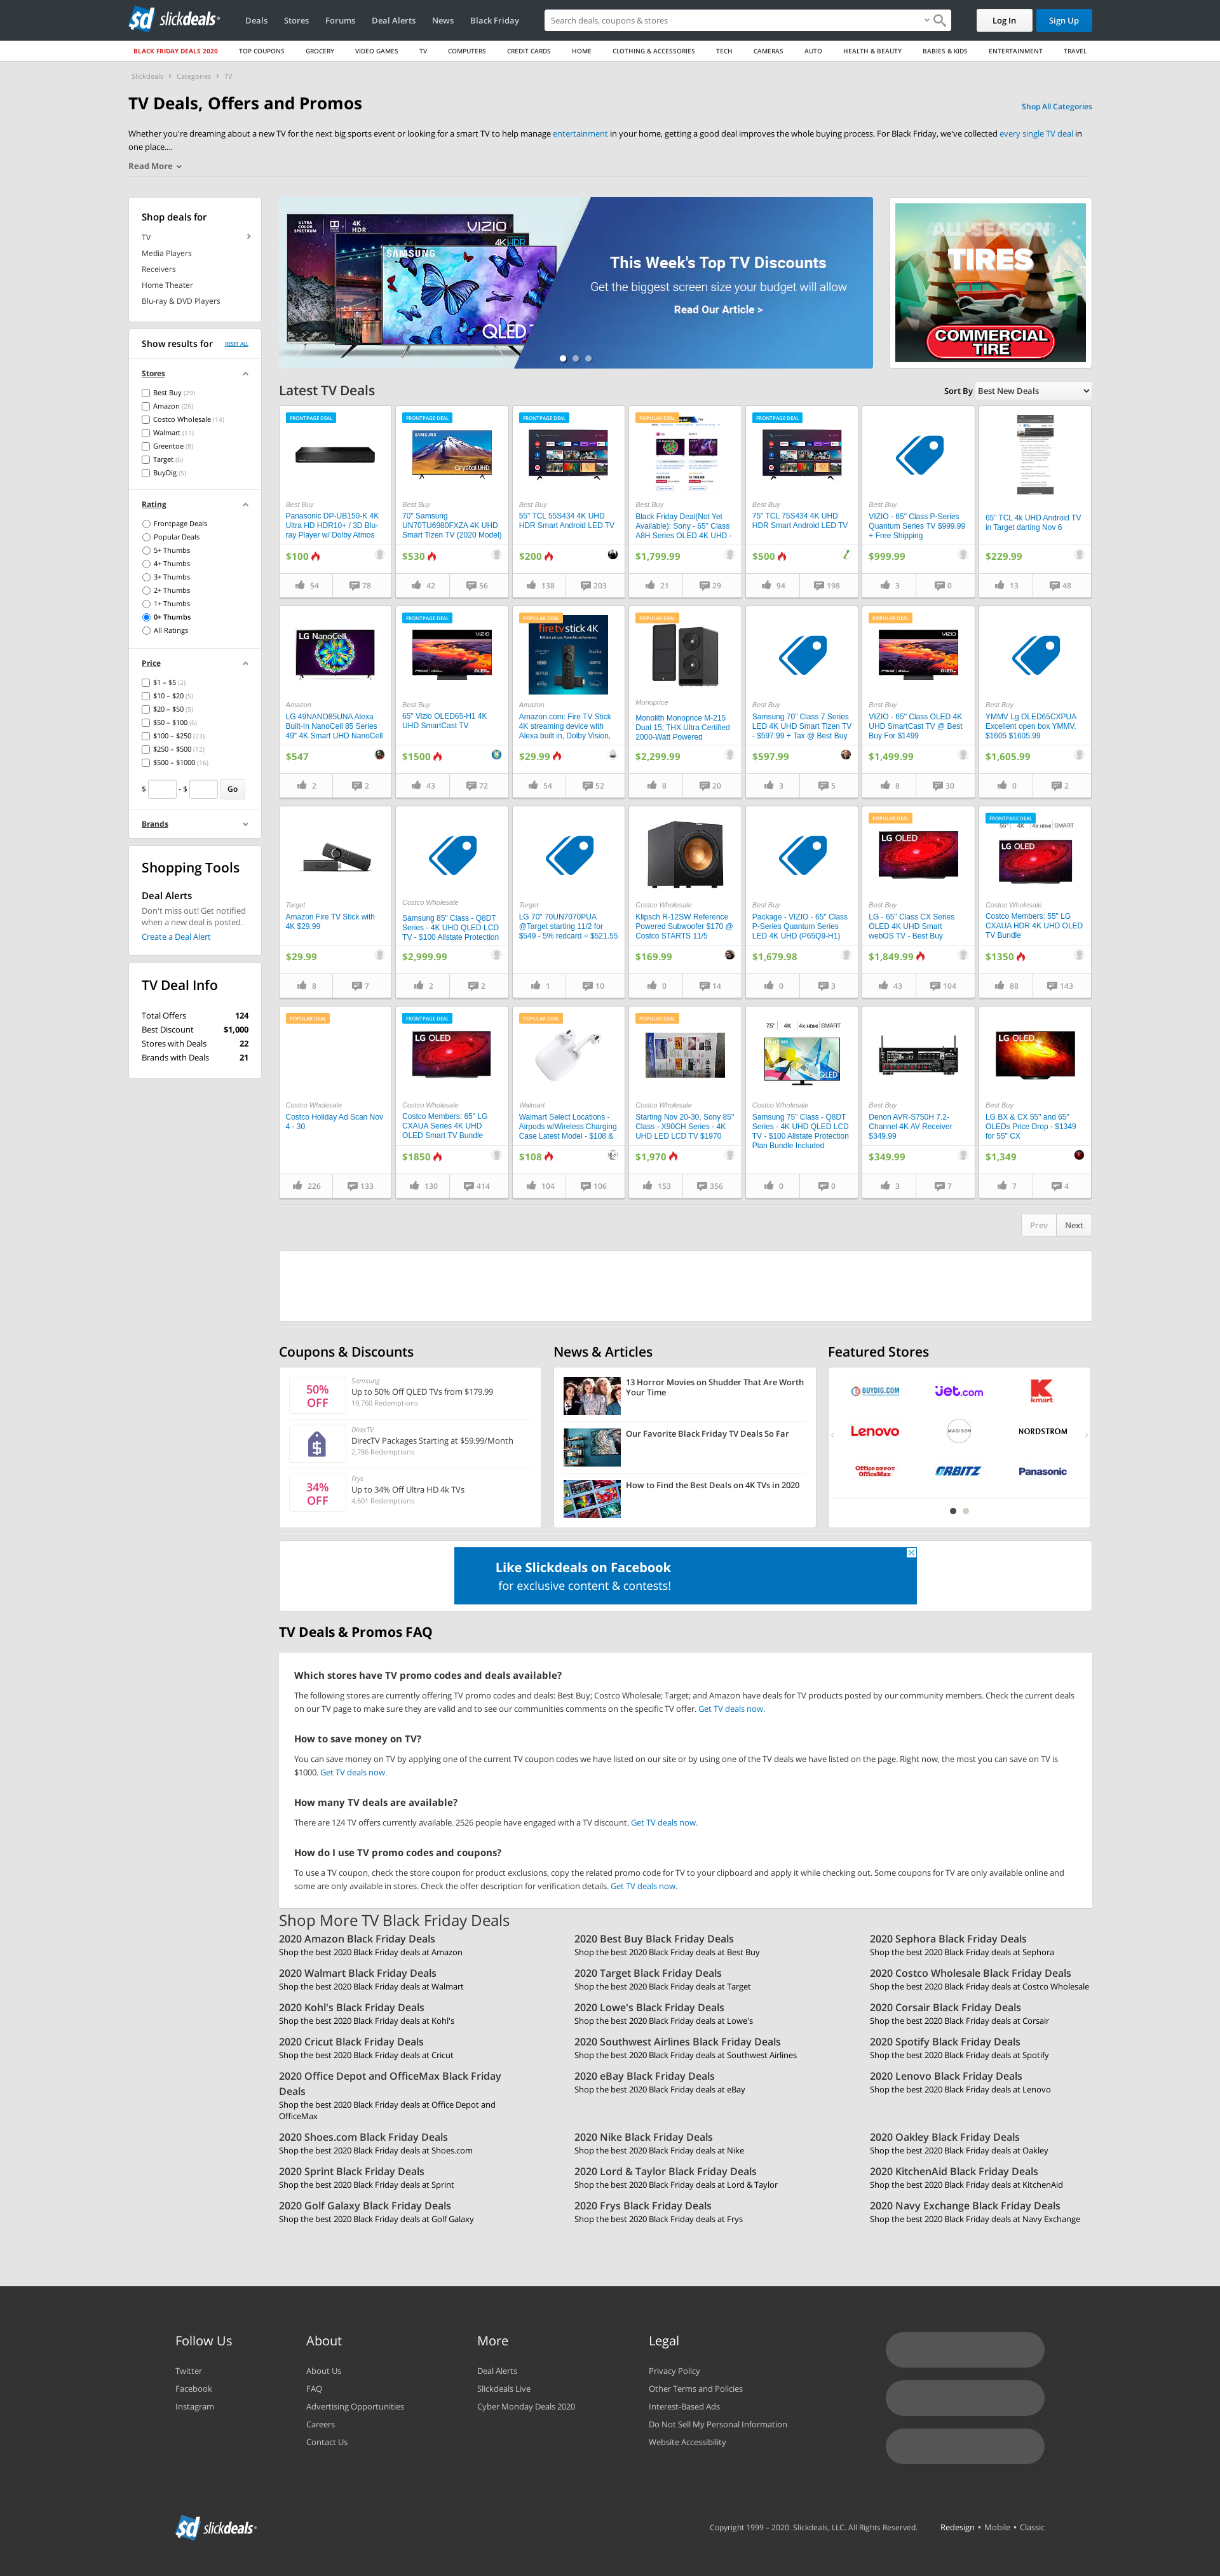 slickdeals
Deals Stores Forums Deal Alerts News Black Friday
Search deals, coupons & stores
Log In Sign Up
BLACK FRIDAY DEALS 2020 TOP COUPONS GROCERY VIDEO GAMES TV COMPUTERS CREDIT CARDS HOME CLOTHING & ACCESSORIES TECH CAMERAS AUTO HEALTH & BEAUTY BABIES & KIDS ENTERTAINMENT TRAVEL
Slickdeals › Categories › TV
TV Deals, Offers and Promos
Shop All Categories
Whether you're dreaming about a new TV for the next big sports event or looking for a smart TV to help manage entertainment in your home, getting a good deal improves the whole buying process. For Black Friday, we've collected every single TV deal in
one place....
Read More
Shop deals for
TV
Media Players
Receivers
Home Theater
Blu-ray & DVD Players
Show results for RESET ALL
Stores
Best Buy (29)
Amazon (26)
Costco Wholesale (14)
Walmart (11)
Greentoe (8)
Target (6)
BuyDig (5)
Rating
Frontpage Deals
Popular Deals
5+ Thumbs
4+ Thumbs
3+ Thumbs
2+ Thumbs
1+ Thumbs
0+ Thumbs
All Ratings
Price
$1 – $5 (2)
$10 – $20 (5)
$20 – $50 (5)
$50 – $100 (6)
$100 – $250 (23)
$250 – $500 (12)
$500 – $1000 (16)
$ - $ Go
Brands
Shopping Tools
Deal Alerts
Don't miss out! Get notified
when a new deal is posted.
Create a Deal Alert
TV Deal Info
Total Offers 124
Best Discount $1,000
Stores with Deals 22
Brands with Deals 21
ULTRA COLOR SPECTRUM 4K HDR VIZIO
4K HDR
SAMSUNG
QLED
This Week's Top TV Discounts
Get the biggest screen size your budget will allow
Read Our Article >
ALL-SEASON
TIRES
COMMERCIAL
TIRE
Latest TV Deals
Sort By Best New Deals
FRONTPAGE DEAL
Best Buy
Panasonic DP-UB150-K 4K
Ultra HD HDR10+ / 3D Blu-
ray Player w/ Dolby Atmos
$100
54 78
FRONTPAGE DEAL
SAMSUNG
Crystal UHD
Best Buy
70" Samsung
UN70TU6980FXZA 4K UHD
Smart Tizen TV (2020 Model)
$530
42 56
FRONTPAGE DEAL
Best Buy
55" TCL 55S434 4K UHD
HDR Smart Android LED TV
$200
138 203
POPULAR DEAL
Best Buy
Black Friday Deal(Not Yet
Available): Sony - 65" Class
A8H Series OLED 4K UHD -
$1,799.99
21 29
FRONTPAGE DEAL
Best Buy
75" TCL 75S434 4K UHD
HDR Smart Android LED TV
$500
94 198
Best Buy
VIZIO - 65" Class P-Series
Quantum Series TV $999.99
+ Free Shipping
$999.99
3 0
65" TCL 4k UHD Android TV
in Target darting Nov 6
$229.99
13 48
LG NanoCell
Amazon
LG 49NANO85UNA Alexa
Built-In NanoCell 85 Series
49" 4K Smart UHD NanoCell
$547
2 2
FRONTPAGE DEAL
VIZIO
OLED
Best Buy
65" Vizio OLED65-H1 4K
UHD SmartCast TV
$1500
43 72
POPULAR DEAL
firetvstick 4K
Amazon
Amazon.com: Fire TV Stick
4K streaming device with
Alexa built in, Dolby Vision,
$29.99
54 52
POPULAR DEAL
Monoprice
Monolith Monoprice M-215
Dual 15; THX Ultra Certified
2000-Watt Powered
$2,299.99
8 20
Best Buy
Samsung 70" Class 7 Series
LED 4K UHD Smart Tizen TV
- $597.99 + Tax @ Best Buy
$597.99
3 5
POPULAR DEAL
VIZIO
OLED
Best Buy
VIZIO - 65" Class OLED 4K
UHD SmartCast TV @ Best
Buy For $1499
$1,499.99
8 30
Best Buy
YMMV Lg OLED65CXPUA
Excellent open box YMMV.
$1605 $1605.99
$1,605.99
0 2
Target
Amazon Fire TV Stick with
4K $29.99
$29.99
8 7
Costco Wholesale
Samsung 85" Class - Q8DT
Series - 4K UHD QLED LCD
TV - $100 Allstate Protection
$2,999.99
2 2
Target
LG 70" 70UN7070PUA
@Target starting 11/2 for
$549 - 5% redcard = $521.55
1 10
Costco Wholesale
Klipsch R-12SW Reference
Powered Subwoofer $170 @
Costco STARTS 11/5
$169.99
0 14
Best Buy
Package - VIZIO - 65" Class
P-Series Quantum Series
LED 4K UHD (P65Q9-H1)
$1,679.98
0 3
POPULAR DEAL
LG OLED
Best Buy
LG - 65" Class CX Series
OLED 4K UHD Smart
webOS TV - Best Buy
$1,849.99
43 104
FRONTPAGE DEAL
55" 4K 4x HDMI SMART
LG OLED
Costco Wholesale
Costco Members: 55" LG
CXAUA HDR 4K UHD OLED
TV Bundle
$1350
88 143
POPULAR DEAL
Costco Wholesale
Costco Holiday Ad Scan Nov
4 - 30
226 133
FRONTPAGE DEAL
LG OLED
Costco Wholesale
Costco Members: 65" LG
CXAUA Series 4K UHD
OLED Smart TV Bundle
$1850
130 414
POPULAR DEAL
Walmart
Walmart Select Locations -
Airpods w/Wireless Charging
Case Latest Model - $108 &
$108
104 106
POPULAR DEAL
Costco Wholesale
Starting Nov 20-30, Sony 85"
Class - X90CH Series - 4K
UHD LED LCD TV $1970
$1,970
153 356
75" 4K 4x HDMI SMART
QLED
Costco Wholesale
Samsung 75" Class - Q8DT
Series - 4K UHD QLED LCD
TV - $100 Allstate Protection
Plan Bundle Included
0 0
Best Buy
Denon AVR-S750H 7.2-
Channel 4K AV Receiver
$349.99
$349.99
3 7
LG OLED
Best Buy
LG BX & CX 55" and 65"
OLEDs Price Drop - $1349
for 55" CX
$1,349
7 4
Prev Next
Coupons & Discounts
50%
OFF
Samsung
Up to 50% Off QLED TVs from $179.99
19,760 Redemptions
DirecTV
DirecTV Packages Starting at $59.99/Month
2,786 Redemptions
34%
OFF
Frys
Up to 34% Off Ultra HD 4k TVs
4,601 Redemptions
News & Articles
13 Horror Movies on Shudder That Are Worth
Your Time
Our Favorite Black Friday TV Deals So Far
How to Find the Best Deals on 4K TVs in 2020
Featured Stores
BUYDIG.COM jet.com kmart
Lenovo MADISON NORDSTROM
Office DEPOT OfficeMax ORBITZ Panasonic
Like Slickdeals on Facebook
for exclusive content & contests!
TV Deals & Promos FAQ
Which stores have TV promo codes and deals available?
The following stores are currently offering TV promo codes and deals: Best Buy; Costco Wholesale; Target; and Amazon have deals for TV products posted by our community members. Check the current deals
on our TV page to make sure they are valid and to see our communities comments on the specific TV offer. Get TV deals now.
How to save money on TV?
You can save money on TV by applying one of the current TV coupon codes we have listed on our site or by using one of the TV deals we have listed on the page. Right now, the most you can save on TV is
$1000. Get TV deals now.
How many TV deals are available?
There are 124 TV offers currently available. 2526 people have engaged with a TV discount. Get TV deals now.
How do I use TV promo codes and coupons?
To use a TV coupon, check the store coupon for product exclusions, copy the related promo code for TV to your clipboard and apply it while checking out. Some coupons for TV are only available online and
some are only available in stores. Check the offer description for verification details. Get TV deals now.
Shop More TV Black Friday Deals
2020 Amazon Black Friday Deals
Shop the best 2020 Black Friday deals at Amazon
2020 Best Buy Black Friday Deals
Shop the best 2020 Black Friday deals at Best Buy
2020 Sephora Black Friday Deals
Shop the best 2020 Black Friday deals at Sephora
2020 Walmart Black Friday Deals
Shop the best 2020 Black Friday deals at Walmart
2020 Target Black Friday Deals
Shop the best 2020 Black Friday deals at Target
2020 Costco Wholesale Black Friday Deals
Shop the best 2020 Black Friday deals at Costco Wholesale
2020 Kohl's Black Friday Deals
Shop the best 2020 Black Friday deals at Kohl's
2020 Lowe's Black Friday Deals
Shop the best 2020 Black Friday deals at Lowe's
2020 Corsair Black Friday Deals
Shop the best 2020 Black Friday deals at Corsair
2020 Cricut Black Friday Deals
Shop the best 2020 Black Friday deals at Cricut
2020 Southwest Airlines Black Friday Deals
Shop the best 2020 Black Friday deals at Southwest Airlines
2020 Spotify Black Friday Deals
Shop the best 2020 Black Friday deals at Spotify
2020 Office Depot and OfficeMax Black Friday
Deals
Shop the best 2020 Black Friday deals at Office Depot and
OfficeMax
2020 eBay Black Friday Deals
Shop the best 2020 Black Friday deals at eBay
2020 Lenovo Black Friday Deals
Shop the best 2020 Black Friday deals at Lenovo
2020 Shoes.com Black Friday Deals
Shop the best 2020 Black Friday deals at Shoes.com
2020 Nike Black Friday Deals
Shop the best 2020 Black Friday deals at Nike
2020 Oakley Black Friday Deals
Shop the best 2020 Black Friday deals at Oakley
2020 Sprint Black Friday Deals
Shop the best 2020 Black Friday deals at Sprint
2020 Lord & Taylor Black Friday Deals
Shop the best 2020 Black Friday deals at Lord & Taylor
2020 KitchenAid Black Friday Deals
Shop the best 2020 Black Friday deals at KitchenAid
2020 Golf Galaxy Black Friday Deals
Shop the best 2020 Black Friday deals at Golf Galaxy
2020 Frys Black Friday Deals
Shop the best 2020 Black Friday deals at Frys
2020 Navy Exchange Black Friday Deals
Shop the best 2020 Black Friday deals at Navy Exchange
Follow Us
Twitter
Facebook
Instagram
About
About Us
FAQ
Advertising Opportunities
Careers
Contact Us
More
Deal Alerts
Slickdeals Live
Cyber Monday Deals 2020
Legal
Privacy Policy
Other Terms and Policies
Interest-Based Ads
Do Not Sell My Personal Information
Website Accessibility
slickdeals
Copyright 1999 – 2020. Slickdeals, LLC. All Rights Reserved. Redesign • Mobile • Classic